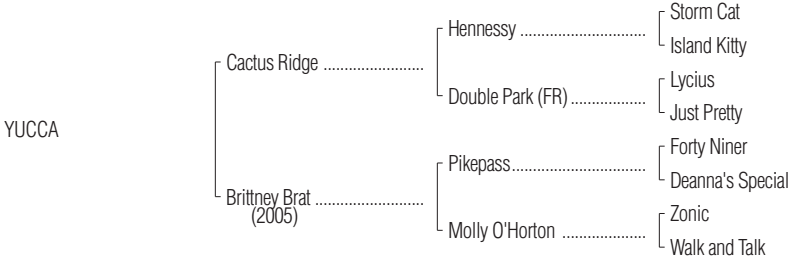 Storm Cat
Hennessy ..............................
Island Kitty
Cactus Ridge ........................
Lycius
Double Park (FR) ..................
Just Pretty
YUCCA
Forty Niner
Pikepass................................
Deanna's Special
Brittney Brat ..........................
(2005)
Zonic
Molly O'Horton ....................
Walk and Talk